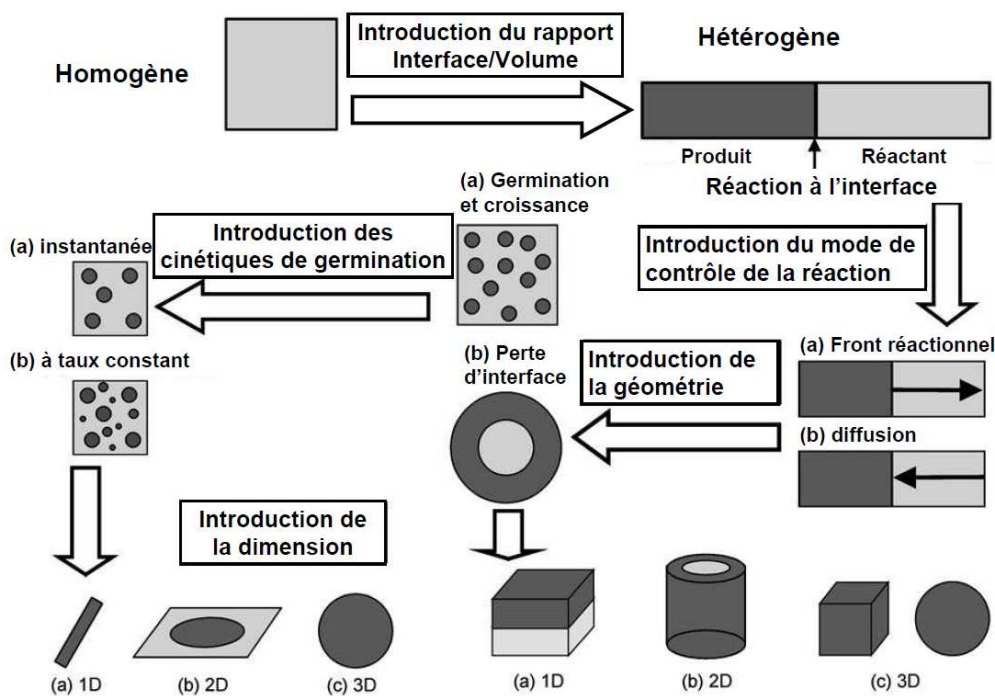 Homogène
Introduction du rapport
Interface/Volume
Hétérogène
Produit
Réactant
Réaction à l'interface
(a) Germination
et croissance
(a) instantanée
Introduction des
cinétiques de germination
Introduction du mode de
contrôle de la réaction
(b) à taux constant
(b) Perte
d'interface
Introduction de
la géométrie
(a) Front réactionnel
(b) diffusion
Introduction de
la dimension
(a) 1D
(b) 2D
(c) 3D
(a) 1D
(b) 2D
(c) 3D